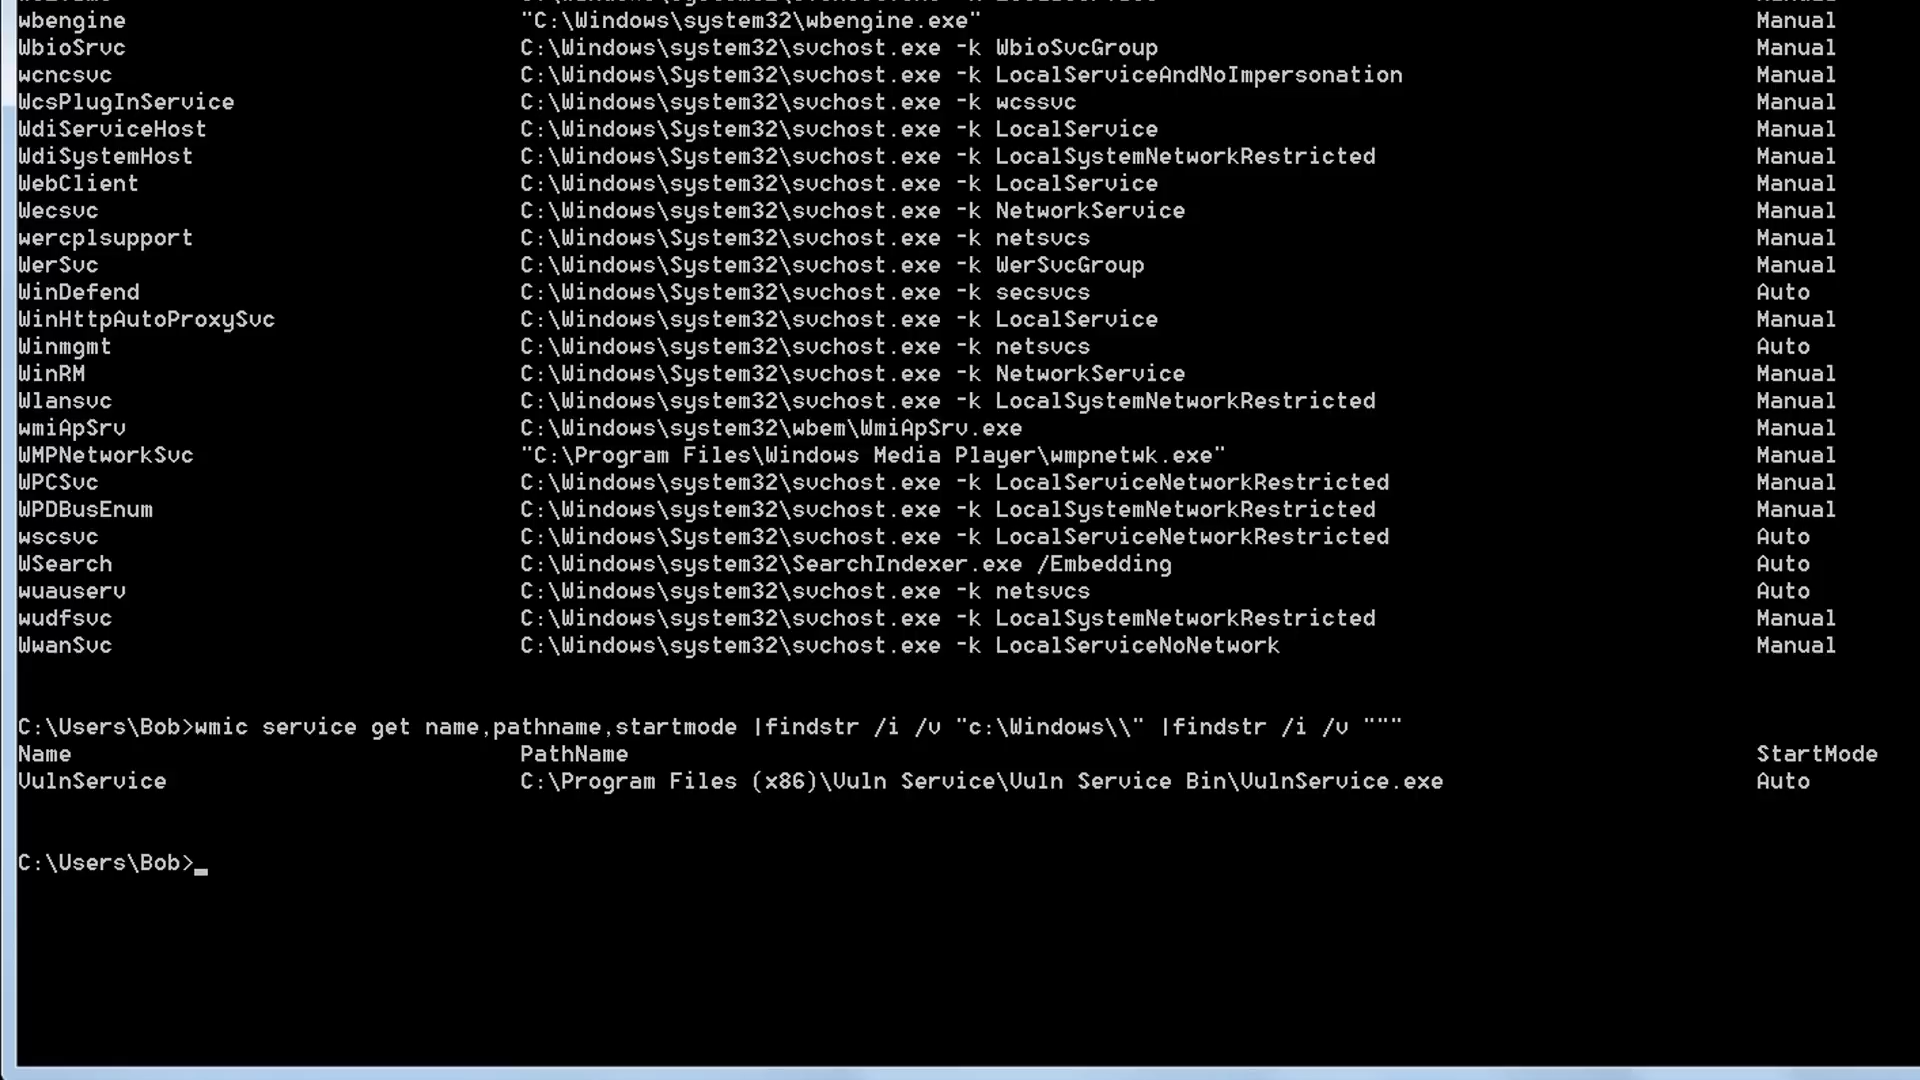 wbengine "C:\Windows\system32\wbengine.exe" Manual
WbioSrvc C:\Windows\system32\svchost.exe -k WbioSvcGroup Manual
wcncsvc C:\Windows\System32\svchost.exe -k LocalServiceAndNoImpersonation Manual
WcsPlugInService C:\Windows\system32\svchost.exe -k wcssvc Manual
WdiServiceHost C:\Windows\System32\svchost.exe -k LocalService Manual
WdiSystemHost C:\Windows\System32\svchost.exe -k LocalSystemNetworkRestricted Manual
WebClient C:\Windows\system32\svchost.exe -k LocalService Manual
Wecsvc C:\Windows\system32\svchost.exe -k NetworkService Manual
wercplsupport C:\Windows\System32\svchost.exe -k netsvcs Manual
WerSvc C:\Windows\System32\svchost.exe -k WerSvcGroup Manual
WinDefend C:\Windows\System32\svchost.exe -k secsvcs Auto
WinHttpAutoProxySvc C:\Windows\system32\svchost.exe -k LocalService Manual
Winmgmt C:\Windows\system32\svchost.exe -k netsvcs Auto
WinRM C:\Windows\System32\svchost.exe -k NetworkService Manual
Wlansvc C:\Windows\system32\svchost.exe -k LocalSystemNetworkRestricted Manual
wmiApSrv C:\Windows\system32\wbem\WmiApSrv.exe Manual
WMPNetworkSvc "C:\Program Files\Windows Media Player\wmpnetwk.exe" Manual
WPCSvc C:\Windows\system32\svchost.exe -k LocalServiceNetworkRestricted Manual
WPDBusEnum C:\Windows\system32\svchost.exe -k LocalSystemNetworkRestricted Manual
wscsvc C:\Windows\System32\svchost.exe -k LocalServiceNetworkRestricted Auto
WSearch C:\Windows\system32\SearchIndexer.exe /Embedding Auto
wuauserv C:\Windows\system32\svchost.exe -k netsvcs Auto
wudfsvc C:\Windows\system32\svchost.exe -k LocalSystemNetworkRestricted Manual
WwanSvc C:\Windows\system32\svchost.exe -k LocalServiceNoNetwork Manual
C:\Users\Bob>wmic service get name,pathname,startmode |findstr /i /v "c:\Windows\\" |findstr /i /v """
Name PathName StartMode
VulnService C:\Program Files (x86)\Vuln Service\Vuln Service Bin\VulnService.exe Auto
C:\Users\Bob>